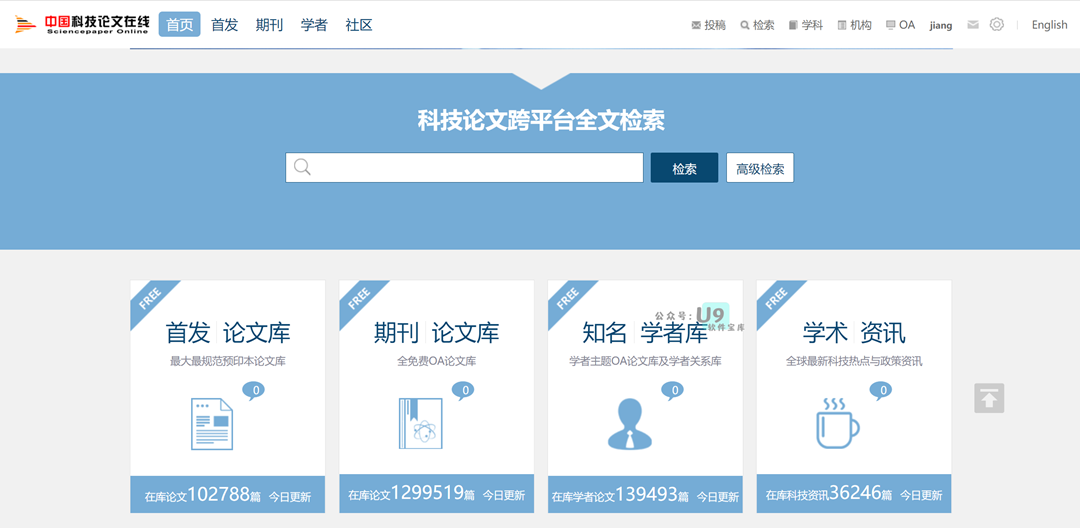 中国科技论文在线
Sciencepaper Online
首页 首发 期刊 学者 社区 投稿 检索 学科 机构 OA jiang English
科技论文跨平台全文检索
检索 高级检索
FREE FREE FREE FREE
公众号: U9
软件宝库
首发 论文库 期刊 论文库 知名 学者库 学术 资讯
最大最规范预印本论文库 全免费OA论文库 学者主题OA论文库及学者关系库 全球最新科技热点与政策资讯
0 0 0 0
在库论文102788篇 今日更新 在库论文1299519篇 今日更新 在库学者论文139493篇 今日更新 在库科技资讯36246篇 今日更新